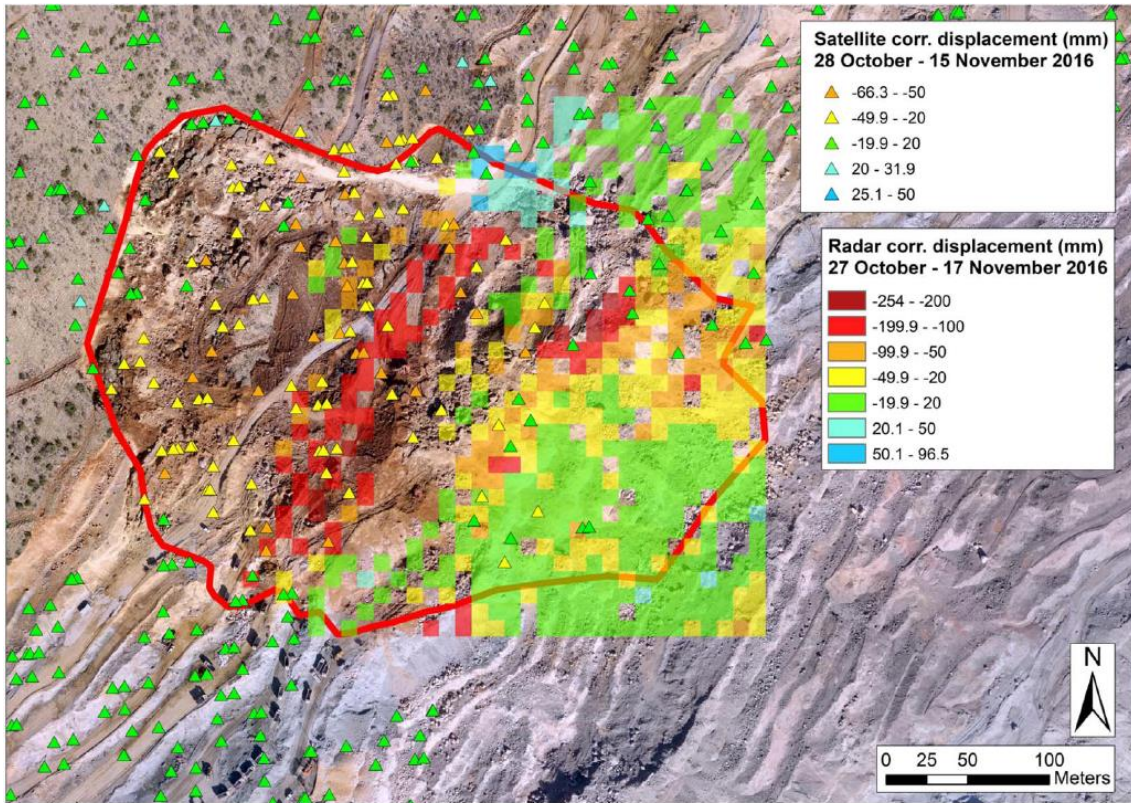 Satellite corr. displacement (mm)
28 October - 15 November 2016
-66.3 - -50
-49.9 - -20
-19.9 - 20
20 - 31.9
25.1 - 50
Radar corr. displacement (mm)
27 October - 17 November 2016
-254 - -200
-199.9 - -100
-99.9 - -50
-49.9 - -20
-19.9 - 20
20.1 - 50
50.1 - 96.5
N
0 25 50 100
Meters